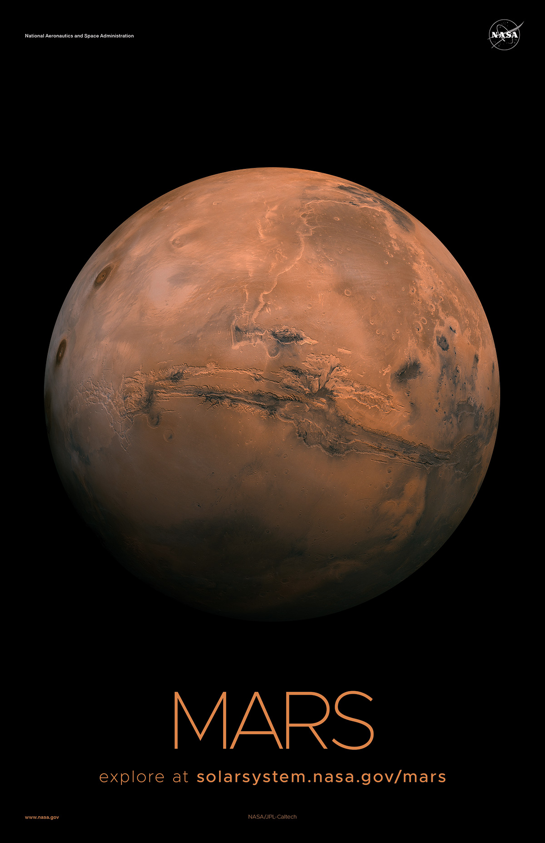 National Aeronautics and Space Administration
NASA
MARS
explore at solarsystem.nasa.gov/mars
www.nasa.gov
NASA/JPL-Caltech